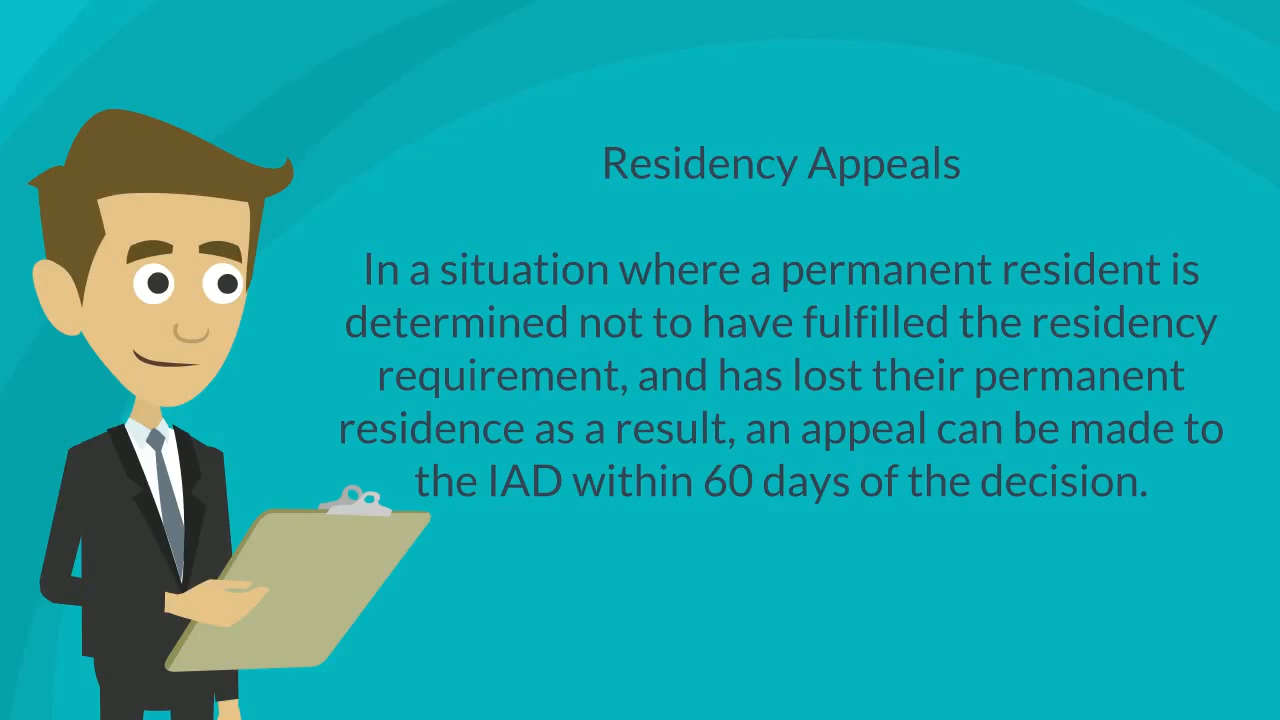 Residency Appeals
In a situation where a permanent resident is
determined not to have fulfilled the residency
requirement, and has lost their permanent
residence as a result, an appeal can be made to
the IAD within 60 days of the decision.